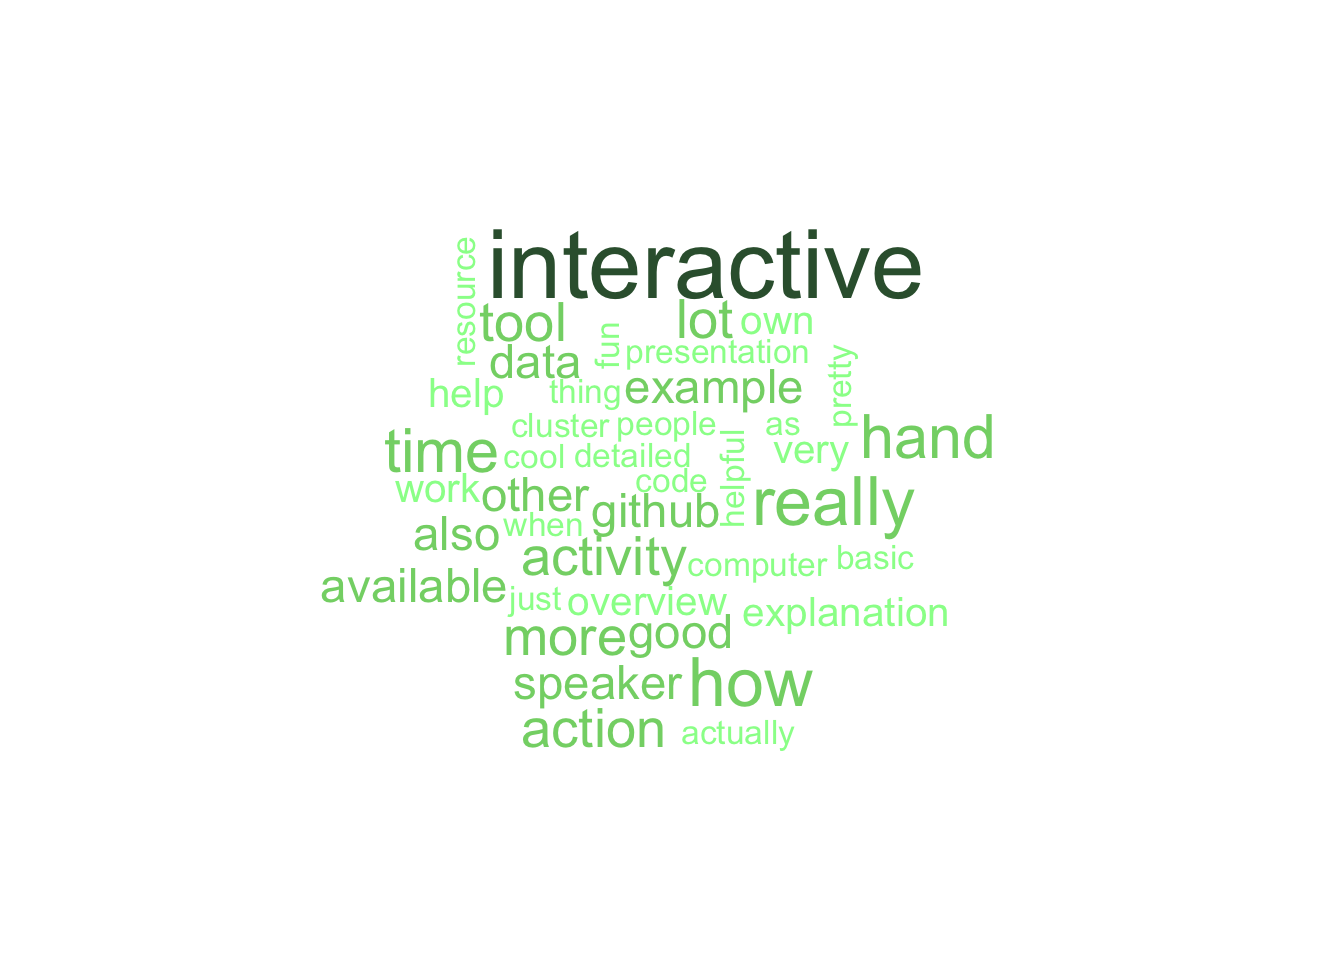 interactive
resource
tool
lot
own
fun
presentation
data
pretty
help
thing
example
cluster
people
as
hand
time
cool
detailed
helpful
very
work
other
code
github
really
also
when
activity
computer
basic
available
just
overview
explanation
more
good
speaker
how
action
actually